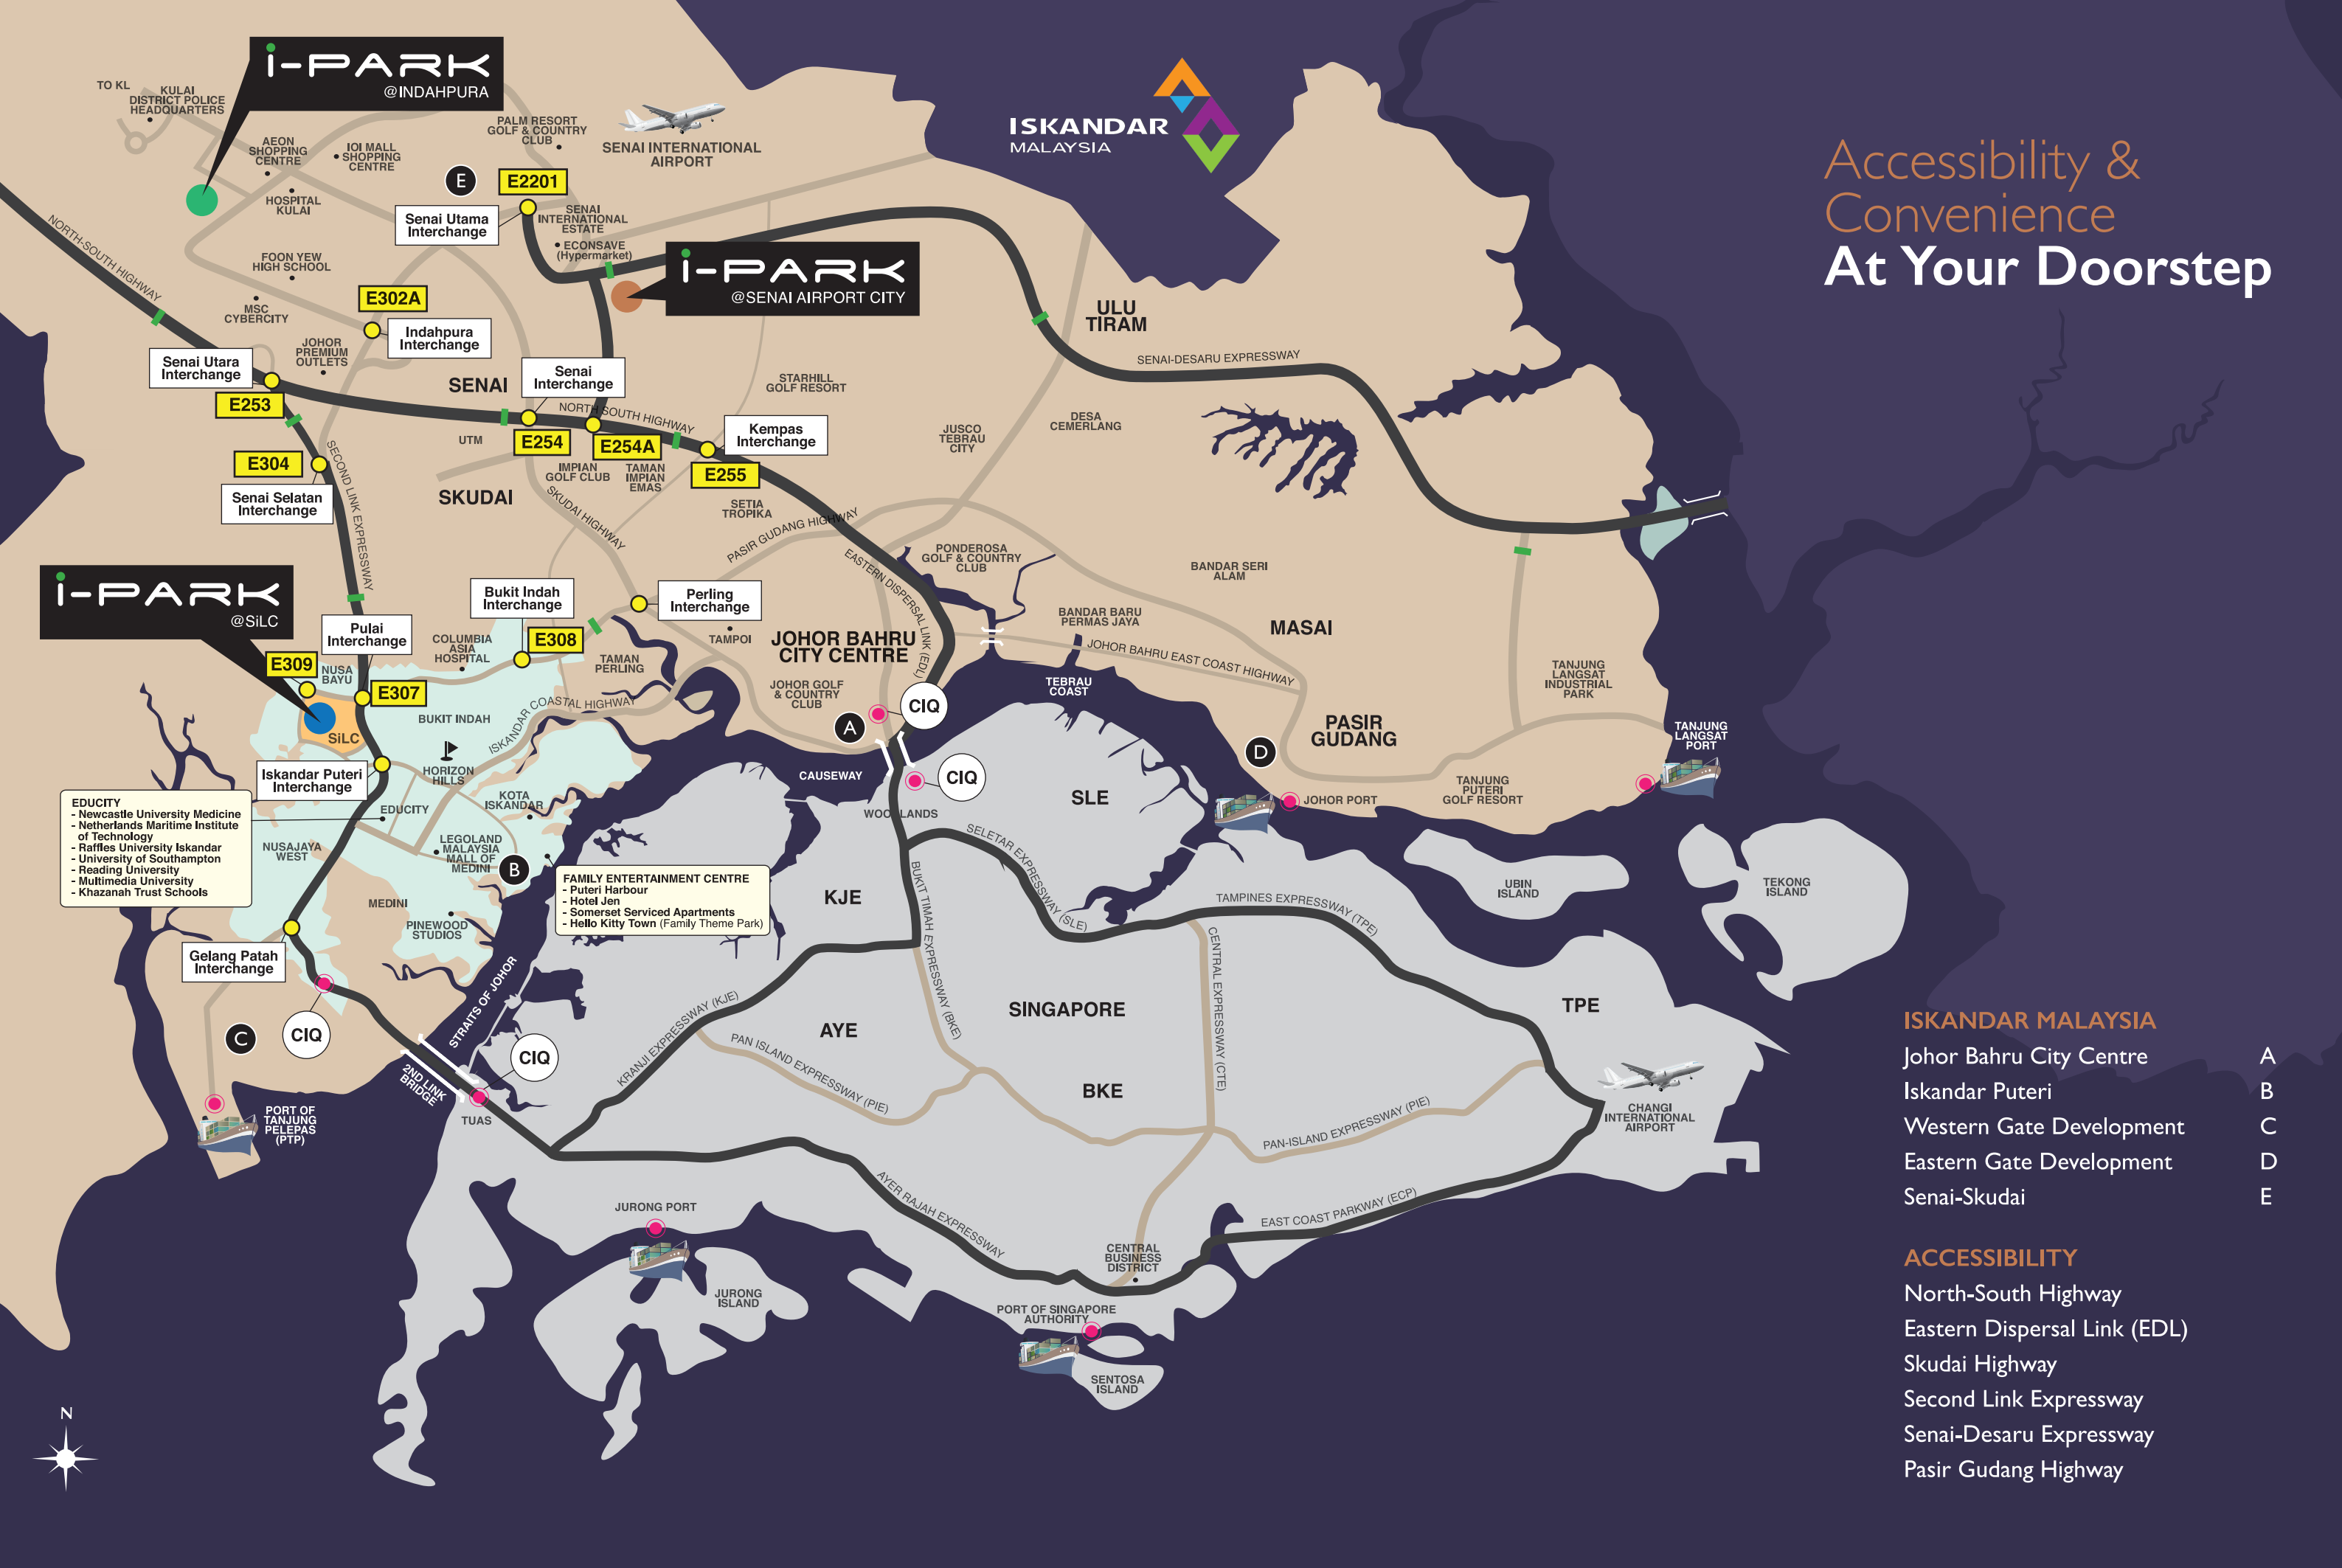 i-PARK
@INDAHPURA
TO KL
KULAI
DISTRICT POLICE
HEADQUARTERS
AEON
SHOPPING
CENTRE
IOI MALL
SHOPPING
CENTRE
HOSPITAL
KULAI
PALM RESORT
GOLF & COUNTRY
CLUB
SENAI INTERNATIONAL
AIRPORT
ISKANDAR
MALAYSIA
Accessibility &
Convenience
At Your Doorstep
E
E2201
Senai Utama
Interchange
SENAI
INTERNATIONAL
ESTATE
ECONSAVE
(Hypermarket)
i-PARK
@SENAI AIRPORT CITY
NORTH-SOUTH HIGHWAY
FOON YEW
HIGH SCHOOL
MSC
CYBERCITY
E302A
Indahpura
Interchange
JOHOR
PREMIUM
OUTLETS
Senai Utara
Interchange
E253
SENAI
Senai
Interchange
NORTH SOUTH HIGHWAY
STARHILL
GOLF RESORT
ULU
TIRAM
SENAI-DESARU EXPRESSWAY
UTM
E254
E254A
Kempas
Interchange
E255
IMPIAN
GOLF CLUB
TAMAN
IMPIAN
EMAS
JUSCO
TEBRAU
CITY
DESA
CEMERLANG
E304
Senai Selatan
Interchange
SECOND LINK EXPRESSWAY
SKUDAI
SKUDAI HIGHWAY
SETIA
TROPIKA
PASIR GUDANG HIGHWAY
EASTERN DISPERSAL LINK (EDL)
PONDEROSA
GOLF & COUNTRY
CLUB
BANDAR SERI
ALAM
i-PARK
@SiLC
Bukit Indah
Interchange
Perling
Interchange
Pulai
Interchange
COLUMBIA
ASIA
HOSPITAL
E308
TAMPOI
TAMAN
PERLING
JOHOR BAHRU
CITY CENTRE
BANDAR BARU
PERMAS JAYA
JOHOR BAHRU EAST COAST HIGHWAY
MASAI
E309
NUSA
BAYU
E307
SiLC
BUKIT INDAH
ISKANDAR COASTAL HIGHWAY
JOHOR GOLF
& COUNTRY
CLUB
CIQ
A
TEBRAU
COAST
TANJUNG
LANGSAT
INDUSTRIAL
PARK
PASIR
GUDANG
D
TANJUNG
LANGSAT
PORT
Iskandar Puteri
Interchange
HORIZON
HILLS
CAUSEWAY
CIQ
WOODLANDS
SLE
JOHOR PORT
TANJUNG
PUTERI
GOLF RESORT
EDUCITY
- Newcastle University Medicine
- Netherlands Maritime Institute
of Technology
- Raffles University Iskandar
- University of Southampton
- Reading University
- Multimedia University
- Khazanah Trust Schools
EDUCITY
KOTA
ISKANDAR
NUSAJAYA
WEST
LEGOLAND
MALAYSIA
MALL OF
MEDINI
B
FAMILY ENTERTAINMENT CENTRE
- Puteri Harbour
- Hotel Jen
- Somerset Serviced Apartments
- Hello Kitty Town (Family Theme Park)
MEDINI
PINEWOOD
STUDIOS
Gelang Patah
Interchange
KJE
BUKIT TIMAH EXPRESSWAY (BKE)
SELETAR EXPRESSWAY (SLE)
TAMPINES EXPRESSWAY (TPE)
UBIN
ISLAND
TEKONG
ISLAND
CENTRAL EXPRESSWAY (CTE)
STRAITS OF JOHOR
C
CIQ
CIQ
2ND LINK
BRIDGE
TUAS
KRANJI EXPRESSWAY (KJE)
AYE
SINGAPORE
TPE
PAN ISLAND EXPRESSWAY (PIE)
BKE
PAN-ISLAND EXPRESSWAY (PIE)
CHANGI
INTERNATIONAL
AIRPORT
PORT OF
TANJUNG
PELEPAS
(PTP)
AYER RAJAH EXPRESSWAY
EAST COAST PARKWAY (ECP)
JURONG PORT
JURONG
ISLAND
CENTRAL
BUSINESS
DISTRICT
PORT OF SINGAPORE
AUTHORITY
SENTOSA
ISLAND
N
ISKANDAR MALAYSIA
Johor Bahru City Centre A
Iskandar Puteri B
Western Gate Development C
Eastern Gate Development D
Senai-Skudai E
ACCESSIBILITY
North-South Highway
Eastern Dispersal Link (EDL)
Skudai Highway
Second Link Expressway
Senai-Desaru Expressway
Pasir Gudang Highway